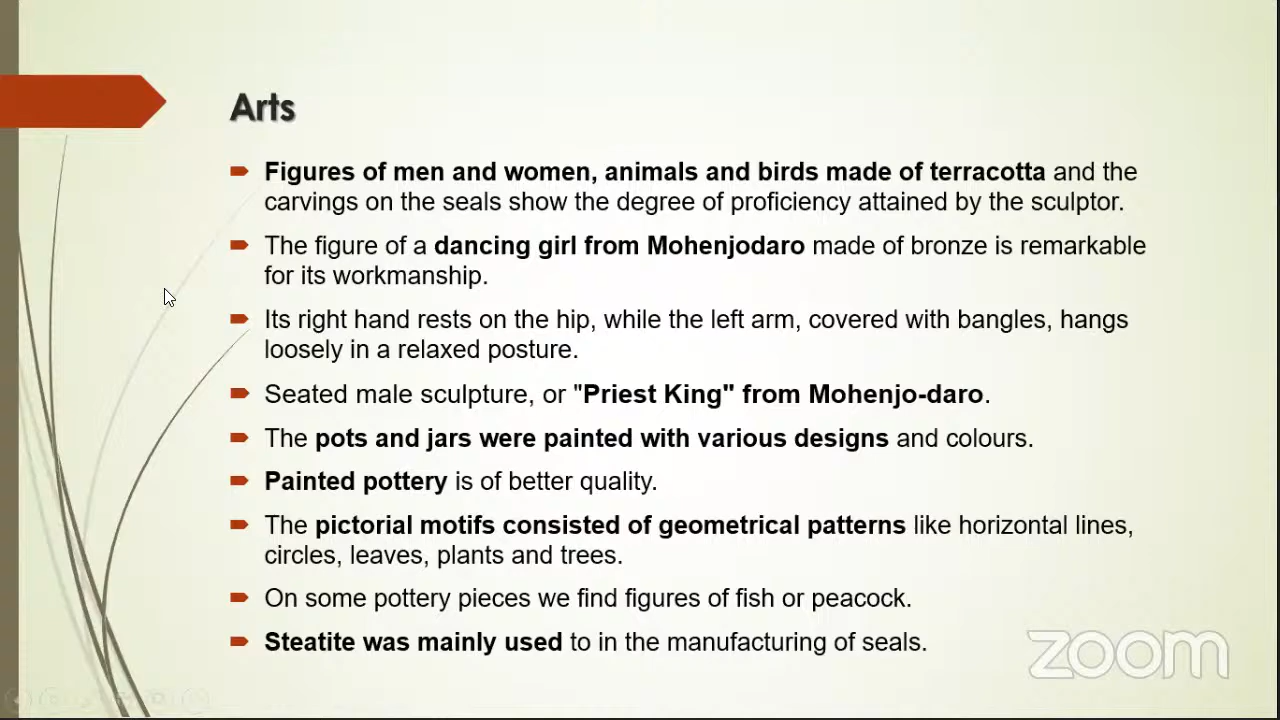 Arts
Figures of men and women, animals and birds made of terracotta and the
carvings on the seals show the degree of proficiency attained by the sculptor.
The figure of a dancing girl from Mohenjodaro made of bronze is remarkable
for its workmanship.
Its right hand rests on the hip, while the left arm, covered with bangles, hangs
loosely in a relaxed posture.
Seated male sculpture, or "Priest King" from Mohenjo-daro.
The pots and jars were painted with various designs and colours.
Painted pottery is of better quality.
The pictorial motifs consisted of geometrical patterns like horizontal lines,
circles, leaves, plants and trees.
On some pottery pieces we find figures of fish or peacock.
Steatite was mainly used to in the manufacturing of seals.
zoom